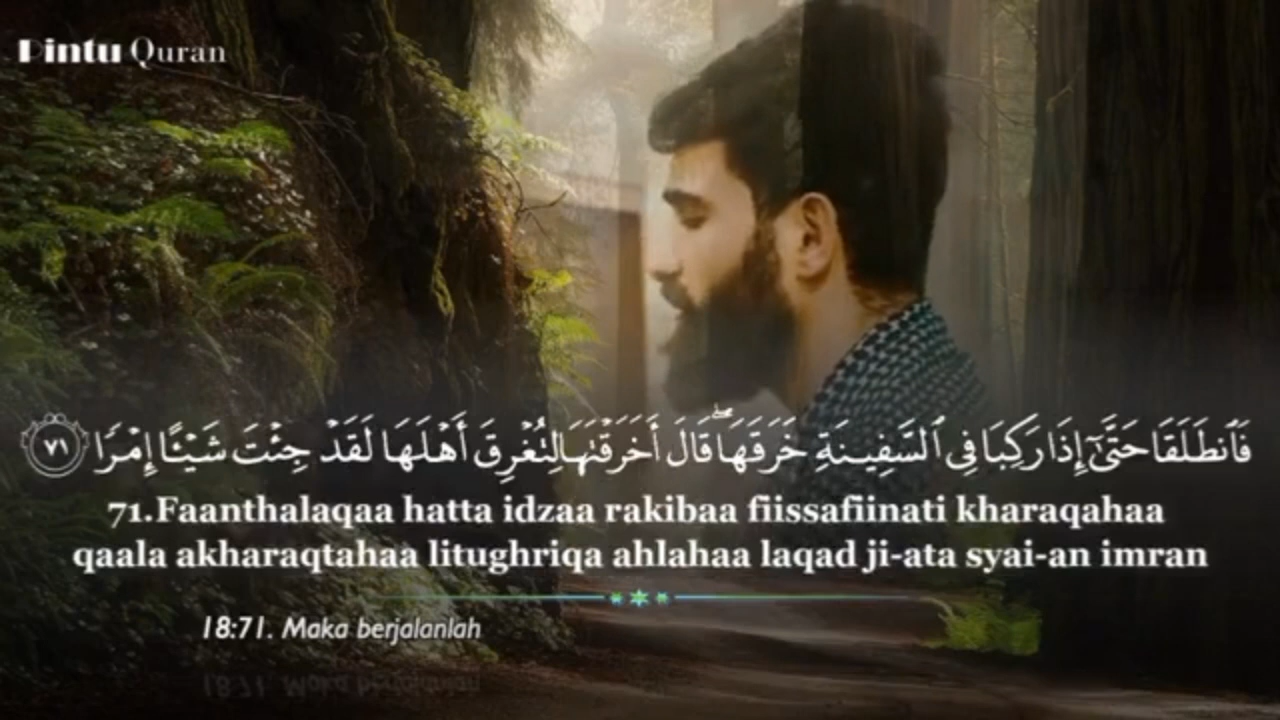 Pintu Quran
فَٱنطَلَقَا حَتَّىٰٓ إِذَا رَكِبَا فِى ٱلسَّفِينَةِ خَرَقَهَا ۖ قَالَ أَخَرَقْتَهَا لِتُغْرِقَ أَهْلَهَا لَقَدْ جِئْتَ شَيْـًٔا إِمْرًا ٧١
71.Faanthalaqaa hatta idzaa rakibaa fiissafiinati kharaqahaa
qaala akharaqtahaa litughriqa ahlahaa laqad ji-ata syai-an imran
18:71. Maka berjalanlah